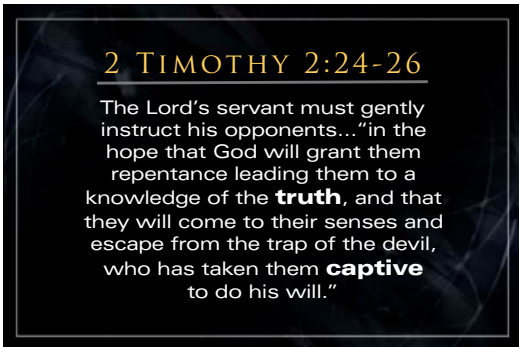 2 TIMOTHY 2:24-26
The Lord's servant must gently
instruct his opponents..."in the
hope that God will grant them
repentance leading them to a
knowledge of the truth, and that
they will come to their senses and
escape from the trap of the devil,
who has taken them captive
to do his will."